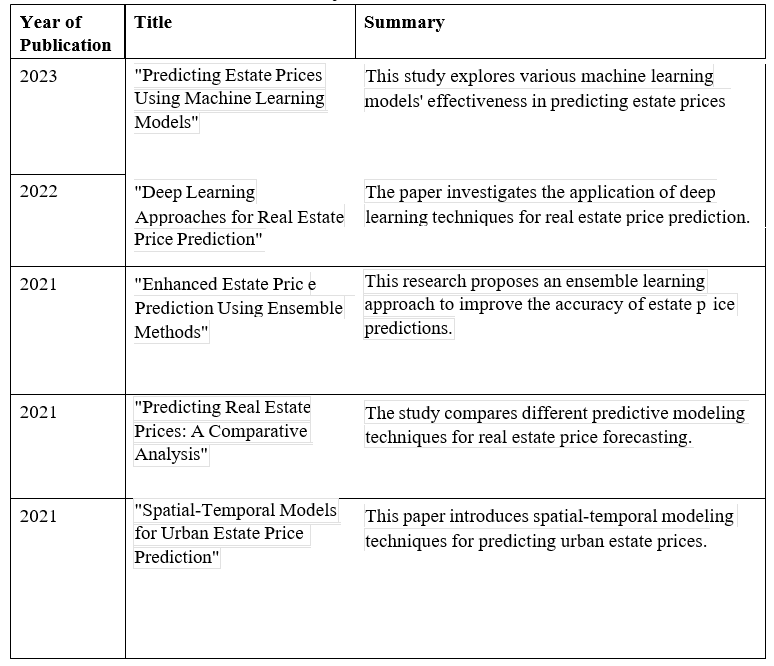 Year of Publication Title Summary
2023
"Predicting Estate Prices
Using Machine Learning
Models"
This study explores various machine learning
models' effectiveness in predicting estate prices
2022
"Deep Learning
Approaches for Real Estate
Price Prediction"
The paper investigates the application of deep
learning techniques for real estate price prediction.
2021
"Enhanced Estate Pric e
Prediction Using Ensemble
Methods"
This research proposes an ensemble learning
approach to improve the accuracy of estate p ice
predictions.
2021
"Predicting Real Estate
Prices: A Comparative
Analysis"
The study compares different predictive modeling
techniques for real estate price forecasting.
2021
"Spatial-Temporal Models
for Urban Estate Price
Prediction"
This paper introduces spatial-temporal modeling
techniques for predicting urban estate prices.